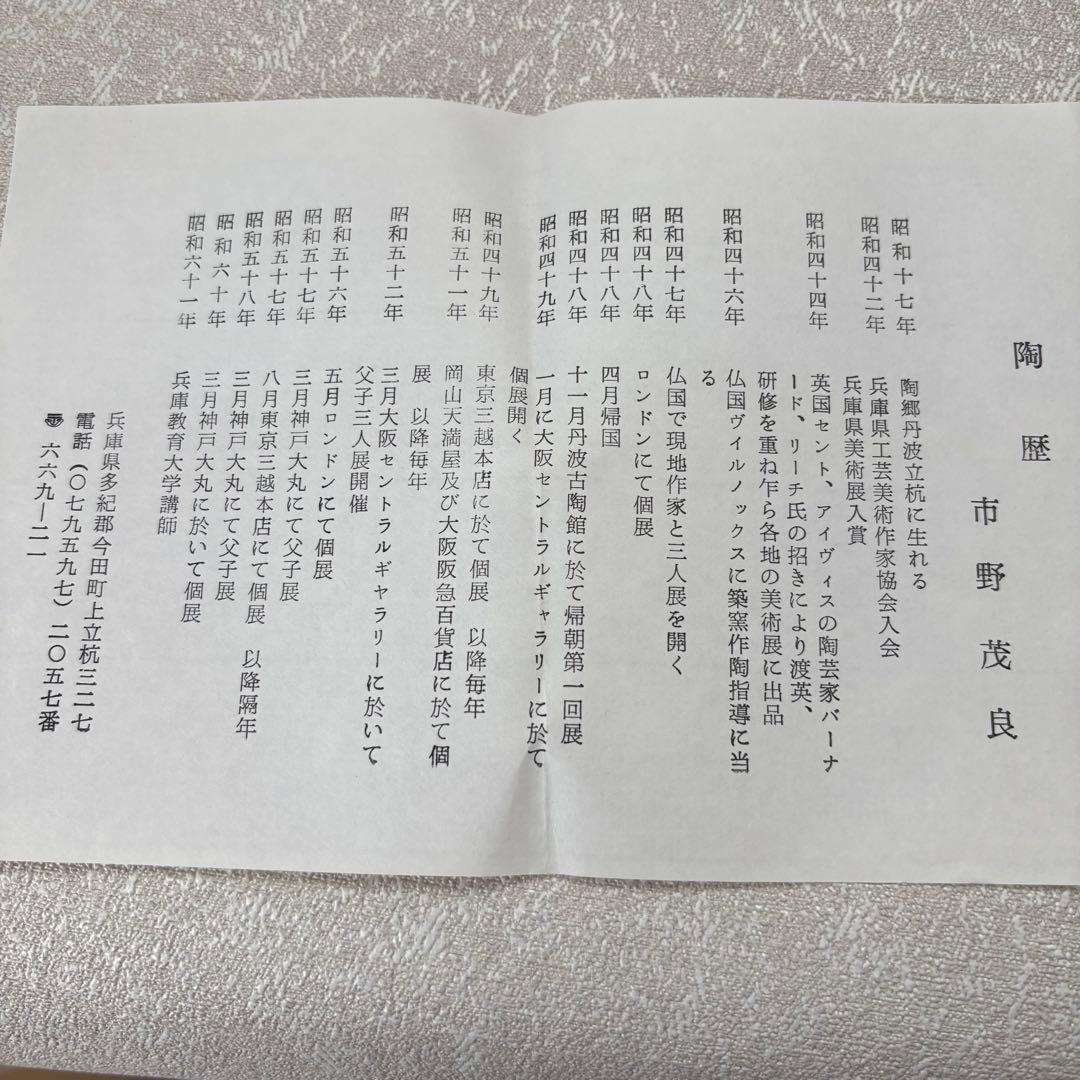 陶歴
市野茂良
昭和十七年　陶郷丹波立杭に生れる
昭和四十二年　兵庫県工芸美術作家協会入会
兵庫県美術展入賞
昭和四十四年　英国セント、アイヴィスの陶芸家バーナ
ード、リーチ氏の招きにより渡英、
研修を重ね乍ら各地の美術展に出品
昭和四十六年　仏国ヴィルノックスに築窯作陶指導に当
る
昭和四十七年　仏国で現地作家と三人展を開く
昭和四十八年　ロンドンにて個展
昭和四十八年　四月帰国
昭和四十八年　十一月丹波古陶館に於て帰朝第一回展
昭和四十九年　一月に大阪セントラルギャラリーに於て
個展開く
昭和四十九年　東京三越本店に於て個展　以降毎年
昭和五十一年　岡山天満屋及び大阪阪急百貨店に於て個
展　以降毎年
昭和五十二年　三月大阪セントラルギャラリーに於いて
父子三人展開催
昭和五十六年　五月ロンドンにて個展
昭和五十七年　三月神戸大丸にて父子展
昭和五十七年　八月東京三越本店にて個展　以降隔年
昭和五十八年　三月神戸大丸にて父子展
昭和六十年　三月神戸大丸に於いて個展
昭和六十一年　兵庫教育大学講師
兵庫県多紀郡今田町上立杭三二七
電話（〇七九五九七）二〇五七番
〠 六六九―二一